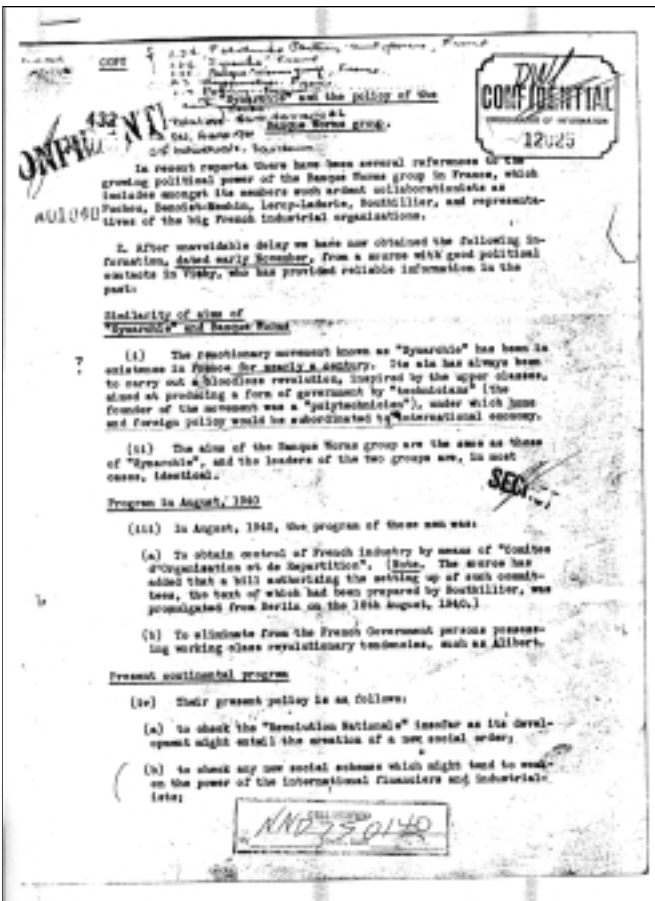 COPY
"Synarchie" and the policy of the
Banque Worms group.
432
CONFIDENTIAL
12025
A01040
In recent reports there have been several references to the
growing political power of the Banque Worms group in France, which
includes amongst its members such ardent collaborationists as
Pucheu, Benoist-Mechin, Leroy-Ladurie, Bouthillier, and representa-
tives of the big French industrial organizations.
2. After unavoidable delay we have now obtained the following in-
formation, dated early November, from a source with good political
contacts in Vichy, who has provided reliable information in the
past:
Similarity of aims of
"Synarchie" and Banque Worms
?
(i) The reactionary movement known as "Synarchie" has been in
existence in France for nearly a century. Its aim has always been
to carry out a bloodless revolution, inspired by the upper classes,
aimed at producing a form of government by "technicians" (the
founder of the movement was a "polytechnician"), under which home
and foreign policy would be subordinated to international economy.
(ii) The aims of the Banque Worms group are the same as those
of "Synarchie", and the leaders of the two groups are, in most
cases, identical.
Program in August, 1940
(iii) In August, 1940, the program of these men was:
(a) To obtain control of French industry by means of "Comites
d'Organisation et de Repartition". (Note. The source has
added that a bill authorizing the setting up of such commit-
tees, the text of which had been prepared by Bouthillier, was
promulgated from Berlin on the 18th August, 1940.)
(b) To eliminate from the French Government persons possess-
ing working class revolutionary tendencies, such as Alibert.
Present continental program
(iv) Their present policy is as follows:
(a) to check the "Revolution Nationale" insofar as its devel-
opment might entail the creation of a new social order;
(b) to check any new social schemes which might tend to weak-
en the power of the international financiers and industrial-
ists;
NND750140